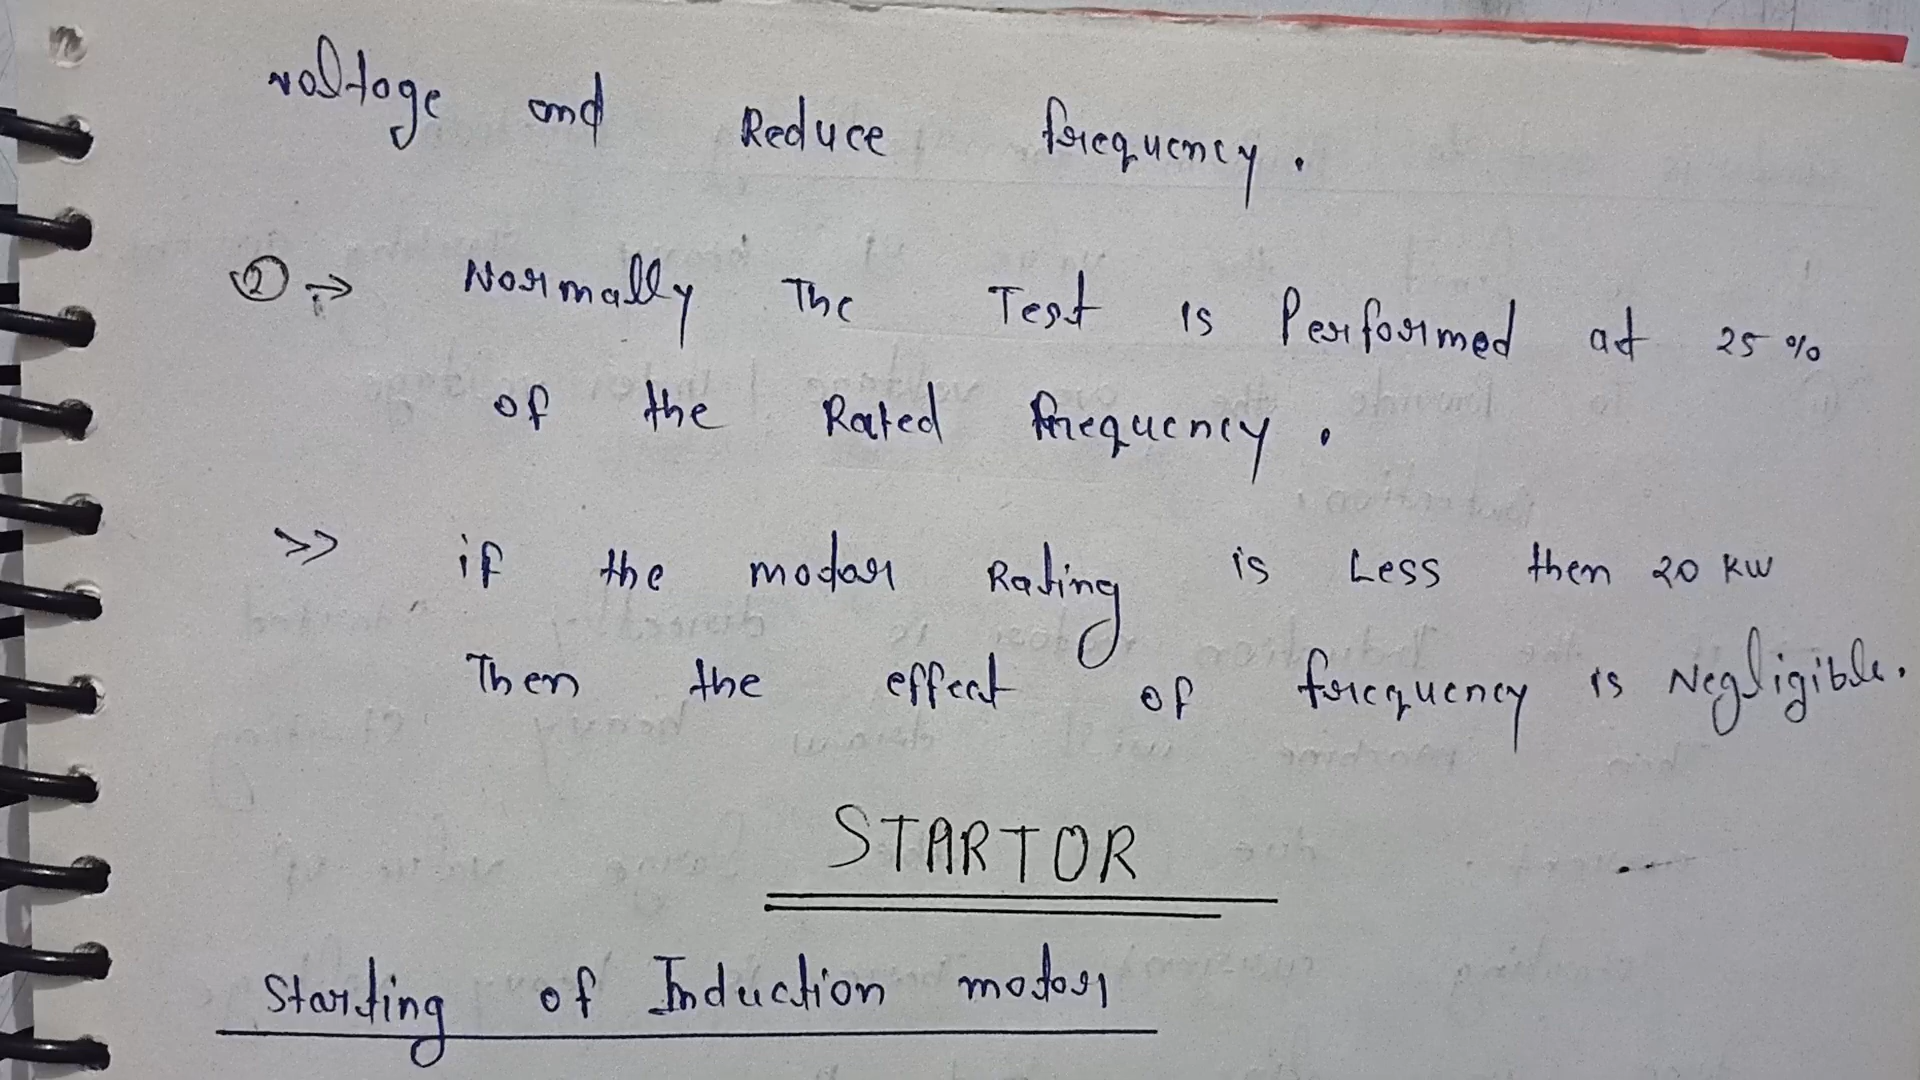 voltage and Reduce frequency.
② → Normally The Test is Performed at 25 %
of the Rated frequency.
>> if the motor Rating is Less then 20 KW
Then the effect of frequency is Negligible.
STARTOR
Starting of Induction motor